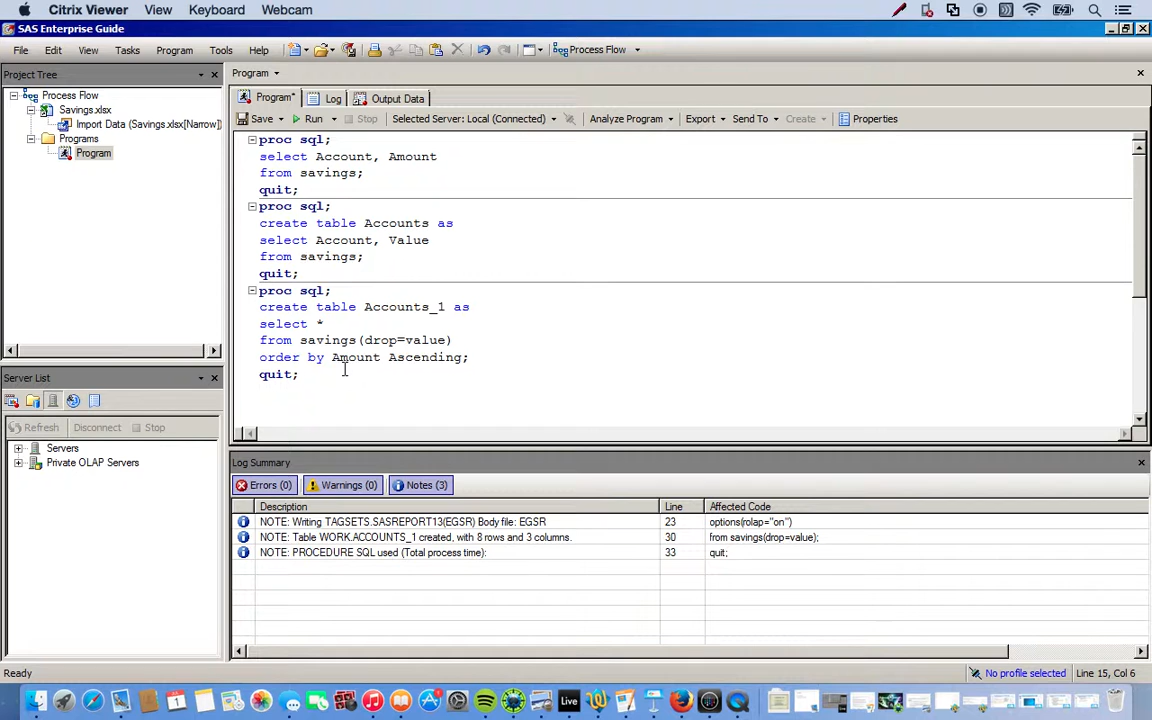 Citrix Viewer View Keyboard Webcam
SAS Enterprise Guide
File Edit View Tasks Program Tools Help Process Flow
Project Tree
Process Flow
Savings.xlsx
Import Data (Savings.xlsx[Narrow])
Programs
Program
Program
Program* Log Output Data
Save Run Stop Selected Server: Local (Connected) Analyze Program Export Send To Create Properties
proc sql;
select Account, Amount
from savings;
quit;
proc sql;
create table Accounts as
select Account, Value
from savings;
quit;
proc sql;
create table Accounts_1 as
select *
from savings(drop=value)
order by Amount Ascending;
quit;
Server List
Refresh Disconnect Stop
Servers
Private OLAP Servers
Log Summary
Errors (0) Warnings (0) Notes (3)
Description Line Affected Code
NOTE: Writing TAGSETS.SASREPORT13(EGSR) Body file: EGSR 23 options(rolap="on")
NOTE: Table WORK.ACCOUNTS_1 created, with 8 rows and 3 columns. 30 from savings(drop=value);
NOTE: PROCEDURE SQL used (Total process time): 33 quit;
Ready No profile selected Line 15, Col 6
Live